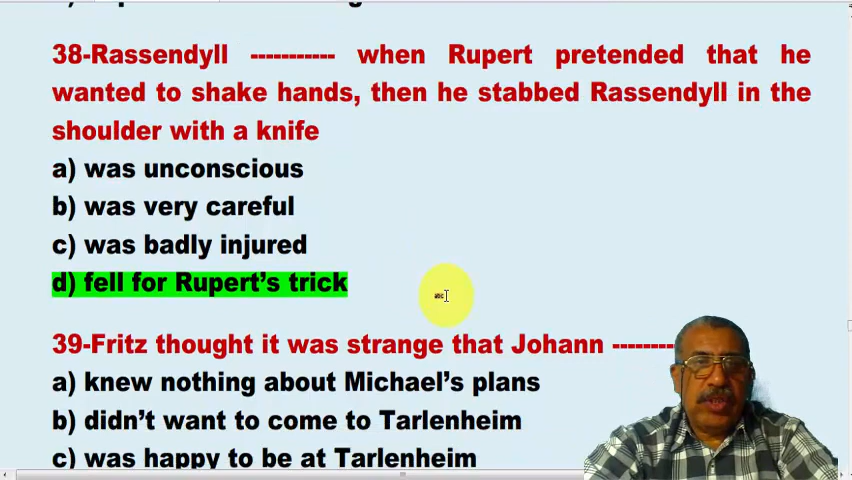 38-Rassendyll ----------- when Rupert pretended that he
wanted to shake hands, then he stabbed Rassendyll in the
shoulder with a knife
a) was unconscious
b) was very careful
c) was badly injured
d) fell for Rupert's trick
39-Fritz thought it was strange that Johann --------
a) knew nothing about Michael's plans
b) didn't want to come to Tarlenheim
c) was happy to be at Tarlenheim